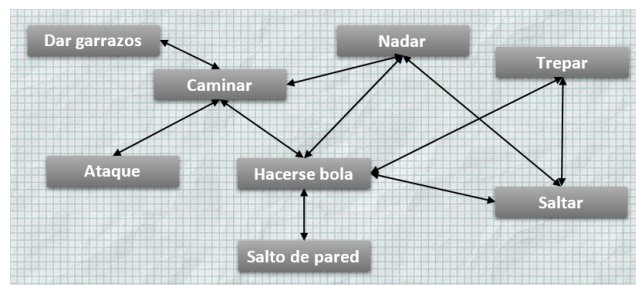 Dar garrazos
Nadar
Trepar
Caminar
Ataque
Hacerse bola
Saltar
Salto de pared